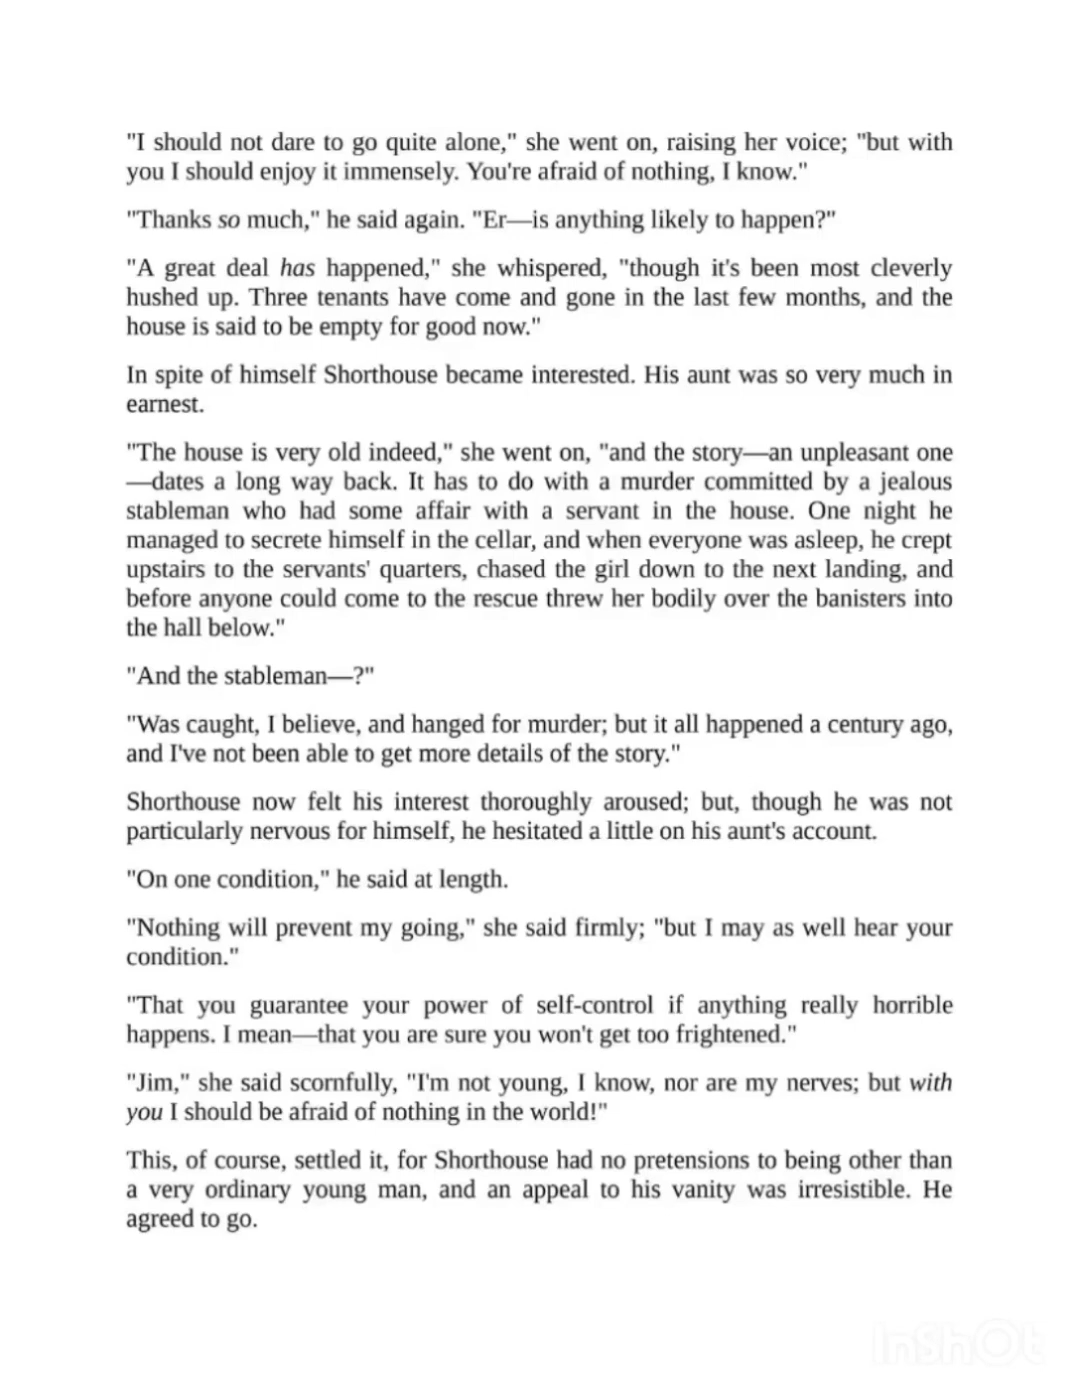 "I should not dare to go quite alone," she went on, raising her voice; "but with
you I should enjoy it immensely. You're afraid of nothing, I know."
"Thanks so much," he said again. "Er—is anything likely to happen?"
"A great deal has happened," she whispered, "though it's been most cleverly
hushed up. Three tenants have come and gone in the last few months, and the
house is said to be empty for good now."
In spite of himself Shorthouse became interested. His aunt was so very much in
earnest.
"The house is very old indeed," she went on, "and the story—an unpleasant one
—dates a long way back. It has to do with a murder committed by a jealous
stableman who had some affair with a servant in the house. One night he
managed to secrete himself in the cellar, and when everyone was asleep, he crept
upstairs to the servants' quarters, chased the girl down to the next landing, and
before anyone could come to the rescue threw her bodily over the banisters into
the hall below."
"And the stableman—?"
"Was caught, I believe, and hanged for murder; but it all happened a century ago,
and I've not been able to get more details of the story."
Shorthouse now felt his interest thoroughly aroused; but, though he was not
particularly nervous for himself, he hesitated a little on his aunt's account.
"On one condition," he said at length.
"Nothing will prevent my going," she said firmly; "but I may as well hear your
condition."
"That you guarantee your power of self-control if anything really horrible
happens. I mean—that you are sure you won't get too frightened."
"Jim," she said scornfully, "I'm not young, I know, nor are my nerves; but with
you I should be afraid of nothing in the world!"
This, of course, settled it, for Shorthouse had no pretensions to being other than
a very ordinary young man, and an appeal to his vanity was irresistible. He
agreed to go.
InShOt